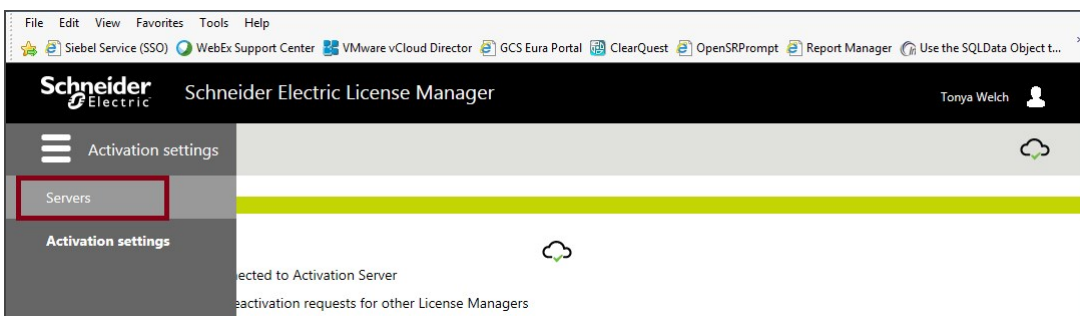 File Edit View Favorites Tools Help
Siebel Service (SSO) WebEx Support Center VMware vCloud Director GCS Eura Portal ClearQuest OpenSRPrompt Report Manager Use the SQLData Object t...
Schneider Electric Schneider Electric License Manager Tonya Welch
Activation settings
Servers
Activation settings
ected to Activation Server
eactivation requests for other License Managers